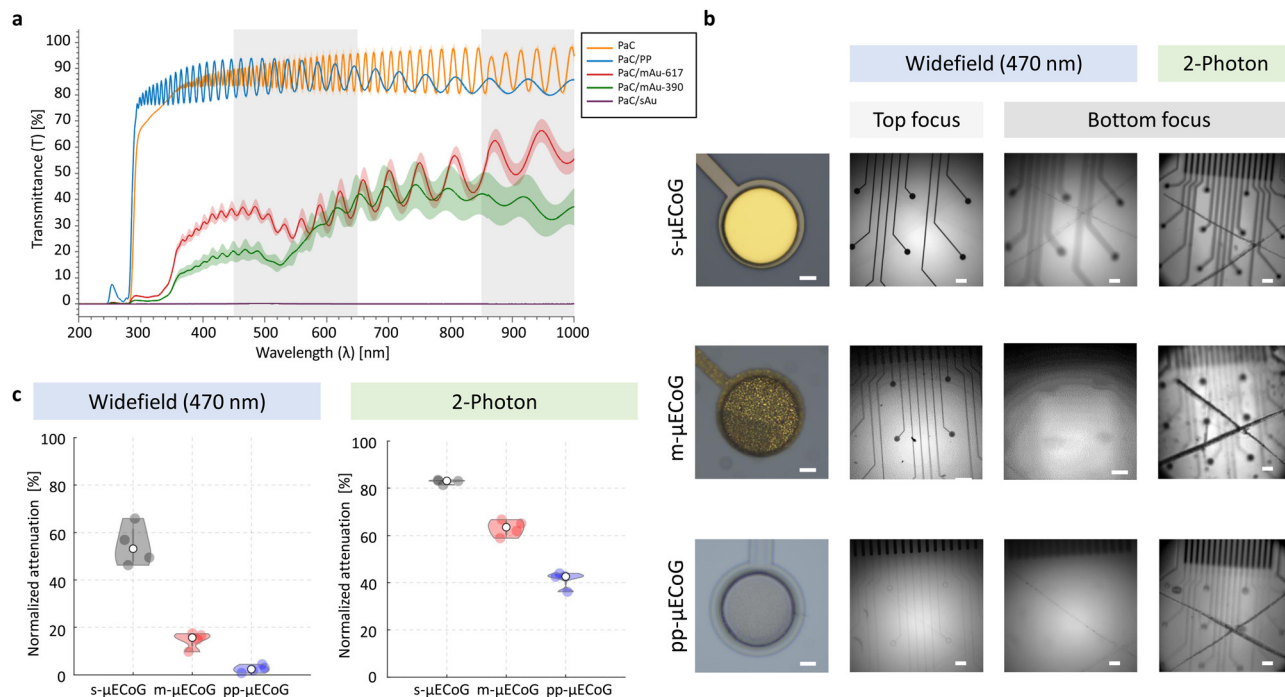 a
100
90
80
70
60
50
40
30
20
10
0
Transmittance (T) [%]
200
300
400
500
600
700
800
900
1000
Wavelength (λ) [nm]
PaC
PaC/PP
PaC/mAu-617
PaC/mAu-390
PaC/sAu
b
Widefield (470 nm)
2-Photon
Top focus
Bottom focus
s-μECoG
m-μECoG
pp-μECoG
c
Widefield (470 nm)
2-Photon
100
80
60
40
20
0
Normalized attenuation [%]
s-μECoG
m-μECoG
pp-μECoG
100
80
60
40
20
0
Normalized attenuation [%]
s-μECoG
m-μECoG
pp-μECoG